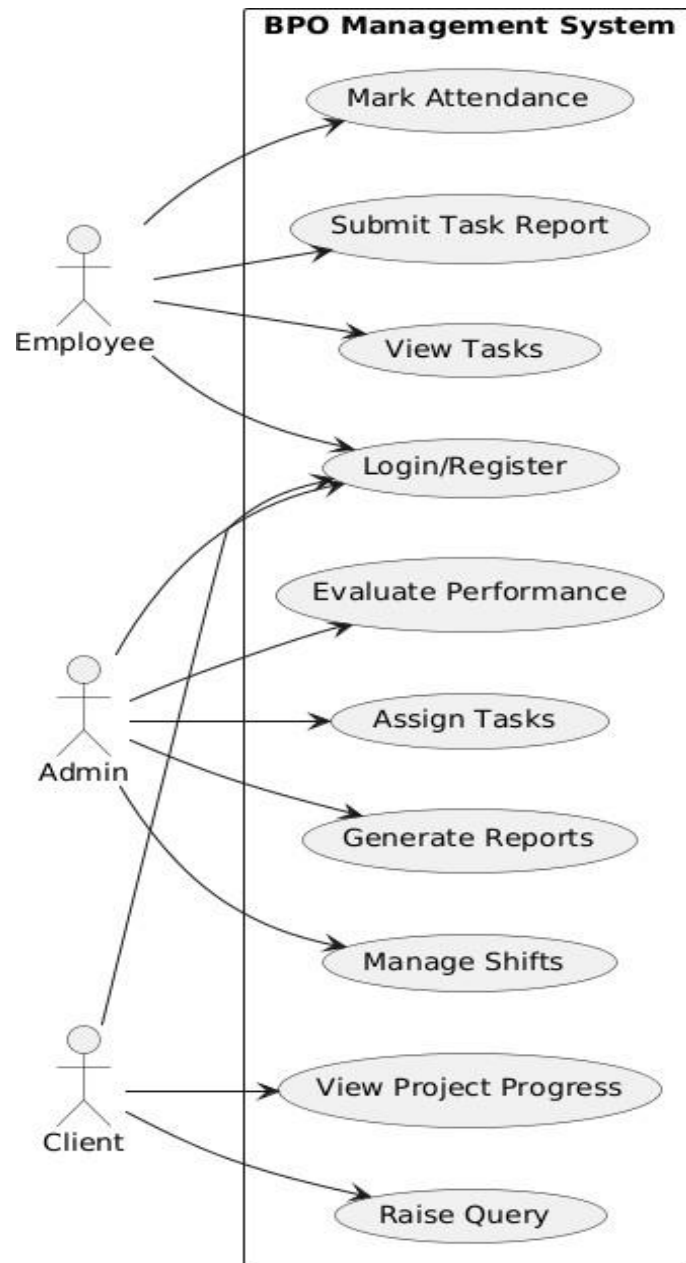 BPO Management System
Mark Attendance
Submit Task Report
Employee
View Tasks
Login/Register
Evaluate Performance
Assign Tasks
Admin
Generate Reports
Manage Shifts
View Project Progress
Client
Raise Query